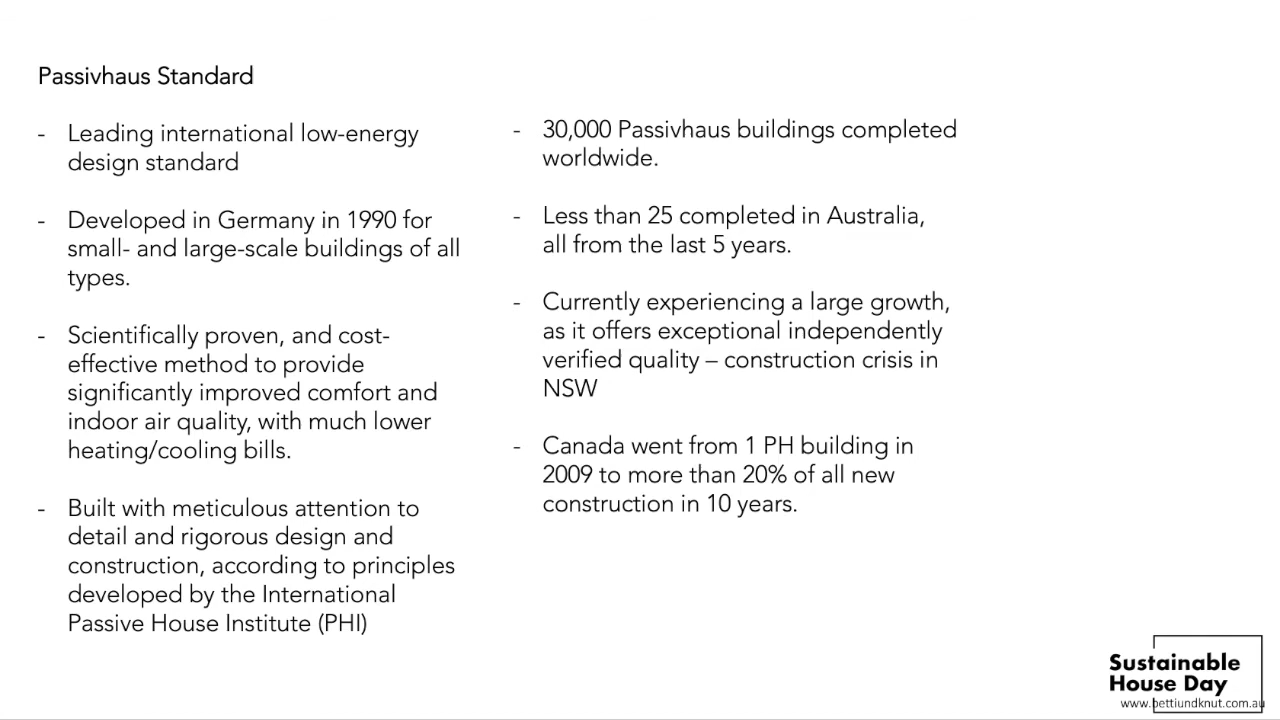 Passivhaus Standard
- Leading international low-energy
design standard
- Developed in Germany in 1990 for
small- and large-scale buildings of all
types.
- Scientifically proven, and cost-
effective method to provide
significantly improved comfort and
indoor air quality, with much lower
heating/cooling bills.
- Built with meticulous attention to
detail and rigorous design and
construction, according to principles
developed by the International
Passive House Institute (PHI)
- 30,000 Passivhaus buildings completed
worldwide.
- Less than 25 completed in Australia,
all from the last 5 years.
- Currently experiencing a large growth,
as it offers exceptional independently
verified quality – construction crisis in
NSW
- Canada went from 1 PH building in
2009 to more than 20% of all new
construction in 10 years.
Sustainable
House Day
www.bettiundknut.com.au